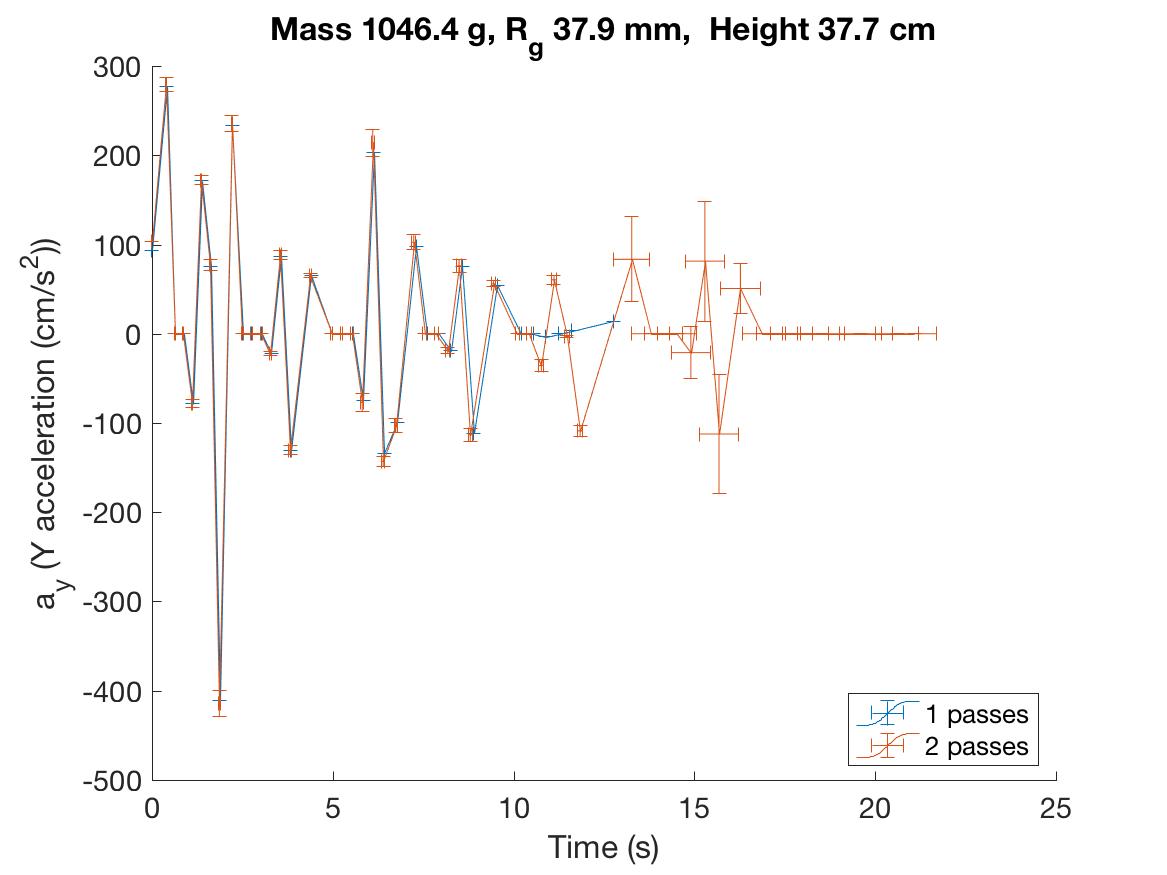 Mass 1046.4 g, Rg 37.9 mm, Height 37.7 cm
300
200
100
0
-100
-200
-300
-400
-500
ay (Y acceleration (cm/s2))
0 5 10 15 20 25
Time (s)
1 passes
2 passes